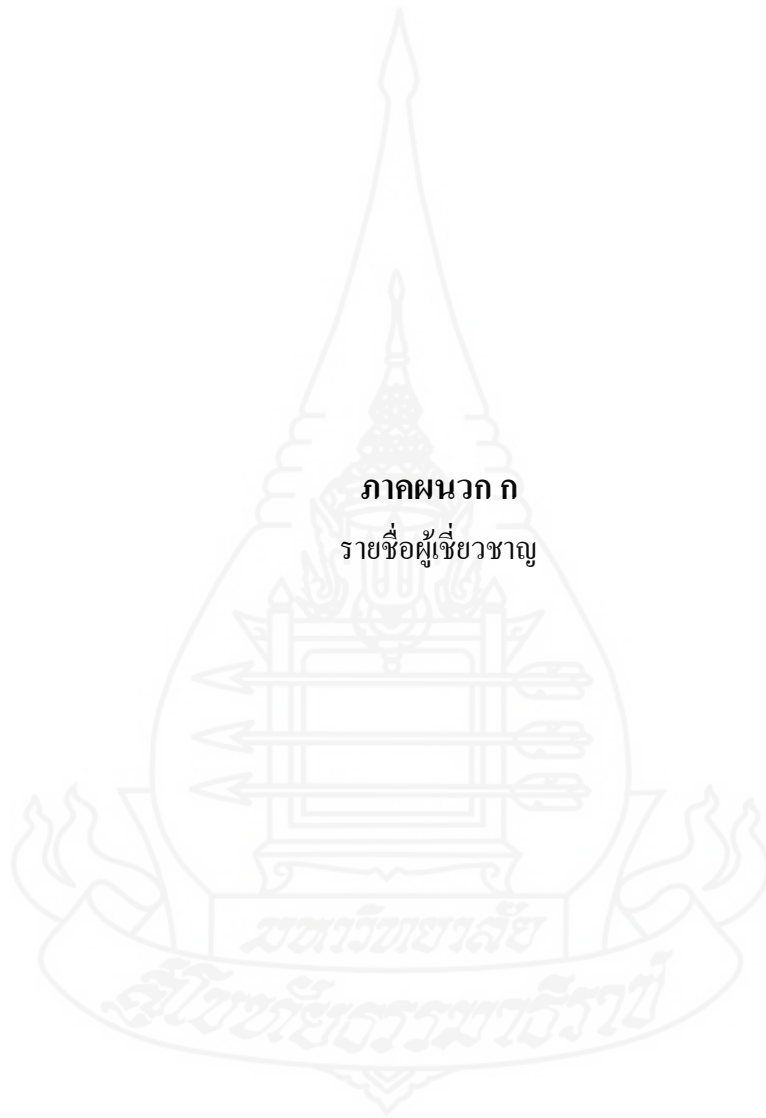 ภาคผนวก ก
รายชื่อผู้เชี่ยวชาญ
มหาวิทยาลัย
สุโขทัยธรรมาธิราช